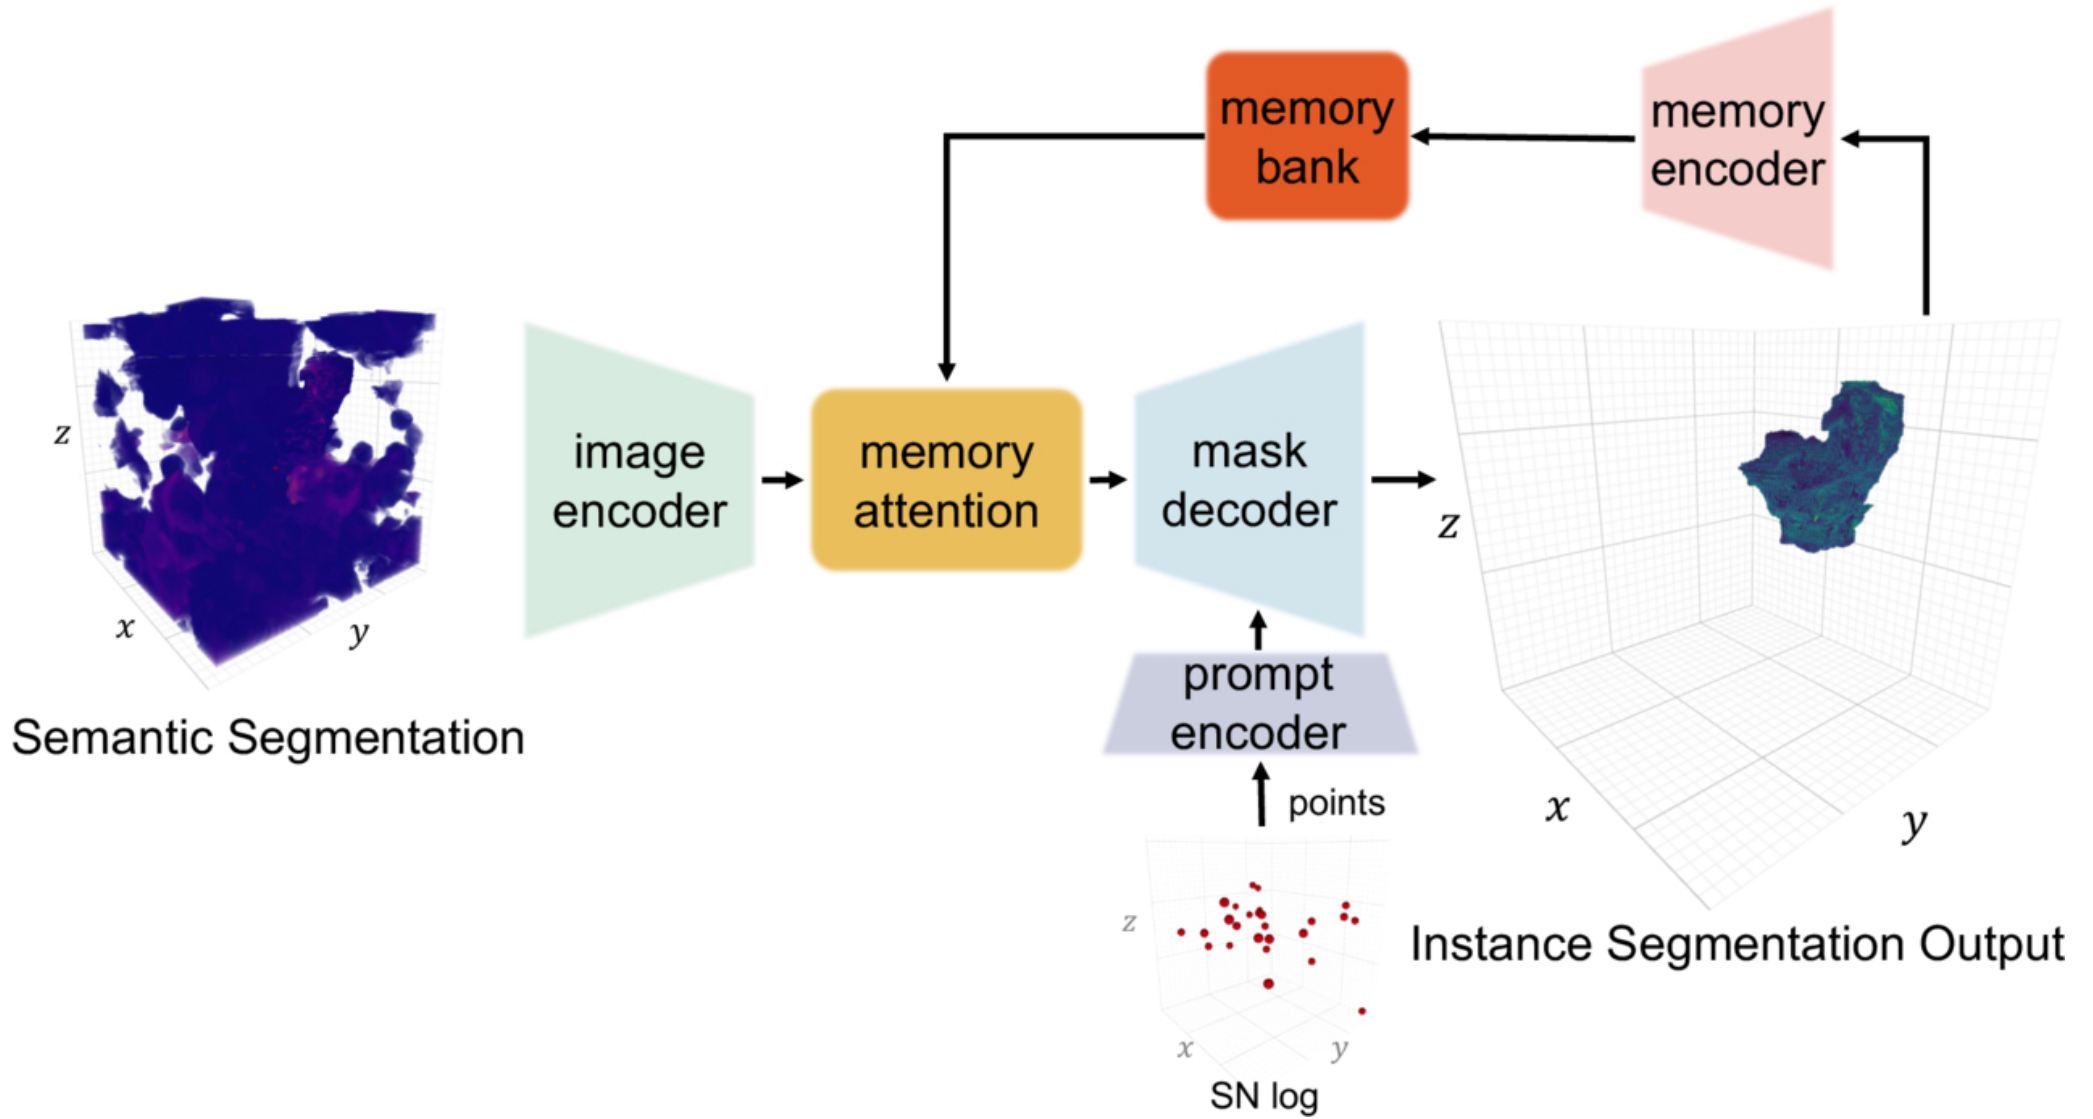 memory
bank
memory
encoder
image
encoder
memory
attention
mask
decoder
z
x
y
Semantic Segmentation
prompt
encoder
points
z
x
y
SN log
z
x
y
Instance Segmentation Output